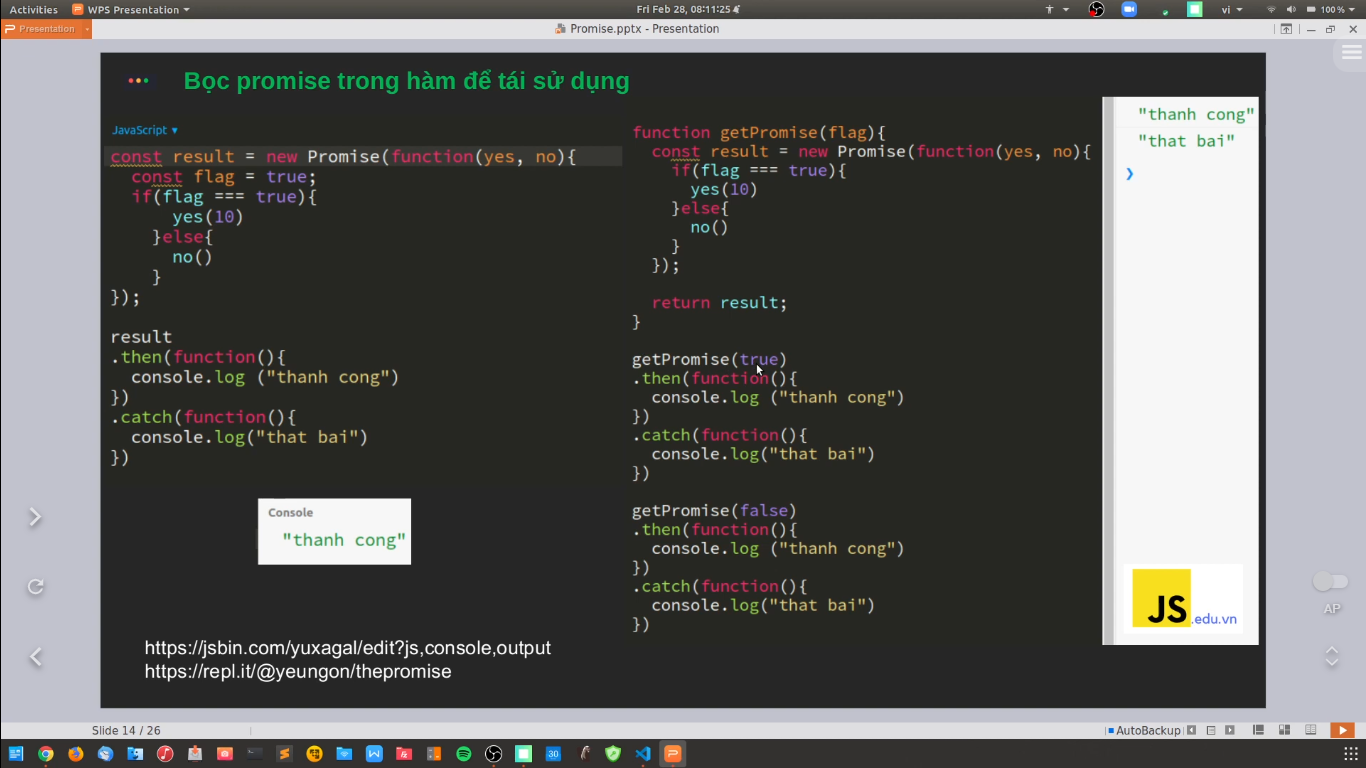 Activities
WPS Presentation
Fri Feb 28, 08:11:25
vi
100 %
Presentation
Promise.pptx - Presentation
Bọc promise trong hàm để tái sử dụng
JavaScript
const result = new Promise(function(yes, no){
const flag = true;
if(flag === true){
yes(10)
}else{
no()
}
});
result
.then(function(){
console.log ("thanh cong")
})
.catch(function(){
console.log("that bai")
})
Console
"thanh cong"
https://jsbin.com/yuxagal/edit?js,console,output
https://repl.it/@yeungon/thepromise
function getPromise(flag){
const result = new Promise(function(yes, no){
if(flag === true){
yes(10)
}else{
no()
}
});
return result;
}
getPromise(true)
.then(function(){
console.log ("thanh cong")
})
.catch(function(){
console.log("that bai")
})
getPromise(false)
.then(function(){
console.log ("thanh cong")
})
.catch(function(){
console.log("that bai")
})
"thanh cong"
"that bai"
JS.edu.vn
AP
Slide 14 / 26
AutoBackup
30